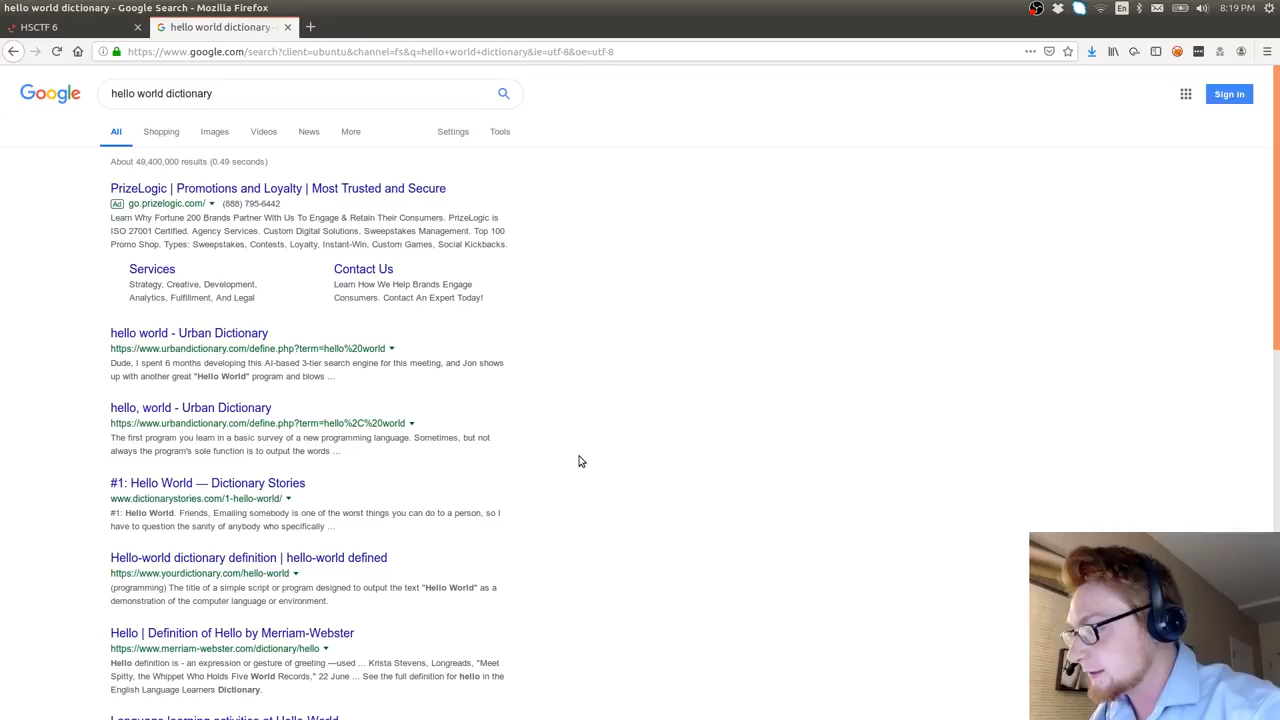 hello world dictionary - Google Search - Mozilla Firefox
8:19 PM
HSCTF 6
hello world dictionary -
https://www.google.com/search?client=ubuntu&channel=fs&q=hello+world+dictionary&ie=utf-8&oe=utf-8
Google
hello world dictionary
Sign in
All Shopping Images Videos News More Settings Tools
About 49,400,000 results (0.49 seconds)
PrizeLogic | Promotions and Loyalty | Most Trusted and Secure
Ad go.prizelogic.com/ (888) 795-6442
Learn Why Fortune 200 Brands Partner With Us To Engage & Retain Their Consumers. PrizeLogic is
ISO 27001 Certified. Agency Services. Custom Digital Solutions. Sweepstakes Management. Top 100
Promo Shop. Types: Sweepstakes, Contests, Loyalty, Instant-Win, Custom Games, Social Kickbacks.
Services
Strategy, Creative, Development,
Analytics, Fulfillment, And Legal
Contact Us
Learn How We Help Brands Engage
Consumers. Contact An Expert Today!
hello world - Urban Dictionary
https://www.urbandictionary.com/define.php?term=hello%20world
Dude, I spent 6 months developing this AI-based 3-tier search engine for this meeting, and Jon shows
up with another great "Hello World" program and blows ...
hello, world - Urban Dictionary
https://www.urbandictionary.com/define.php?term=hello%2C%20world
The first program you learn in a basic survey of a new programming language. Sometimes, but not
always the program's sole function is to output the words ...
#1: Hello World — Dictionary Stories
www.dictionarystories.com/1-hello-world/
#1: Hello World. Friends, Emailing somebody is one of the worst things you can do to a person, so I
have to question the sanity of anybody who specifically ...
Hello-world dictionary definition | hello-world defined
https://www.yourdictionary.com/hello-world
(programming) The title of a simple script or program designed to output the text "Hello World" as a
demonstration of the computer language or environment.
Hello | Definition of Hello by Merriam-Webster
https://www.merriam-webster.com/dictionary/hello
Hello definition is - an expression or gesture of greeting —used ... Krista Stevens, Longreads, "Meet
Spitty, the Whippet Who Holds Five World Records," 22 June ... See the full definition for hello in the
English Language Learners Dictionary.
Language learning activities at Hello-World